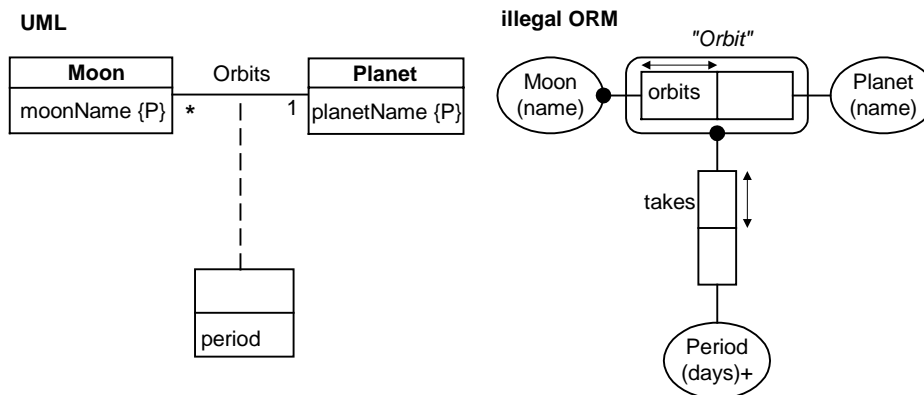 UML
Moon
moonName {P}
Orbits
*
1
Planet
planetName {P}
period
illegal ORM
"Orbit"
Moon
(name)
orbits
Planet
(name)
takes
Period
(days)+